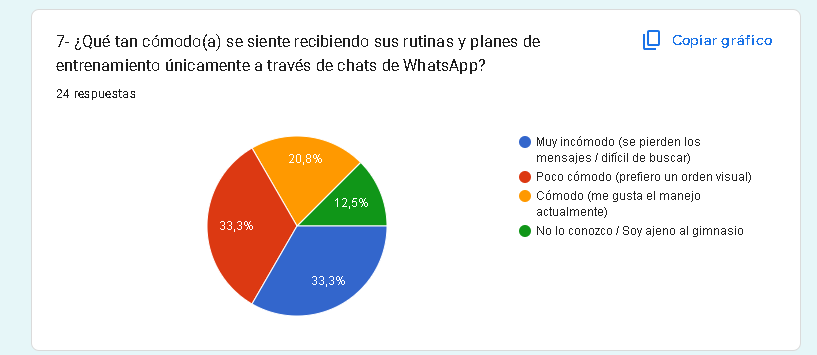 7- ¿Qué tan cómodo(a) se siente recibiendo sus rutinas y planes de
entrenamiento únicamente a través de chats de WhatsApp?
Copiar gráfico
24 respuestas
20,8%
12,5%
33,3%
33,3%
Muy incómodo (se pierden los
mensajes / difícil de buscar)
Poco cómodo (prefiero un orden visual)
Cómodo (me gusta el manejo
actualmente)
No lo conozco / Soy ajeno al gimnasio